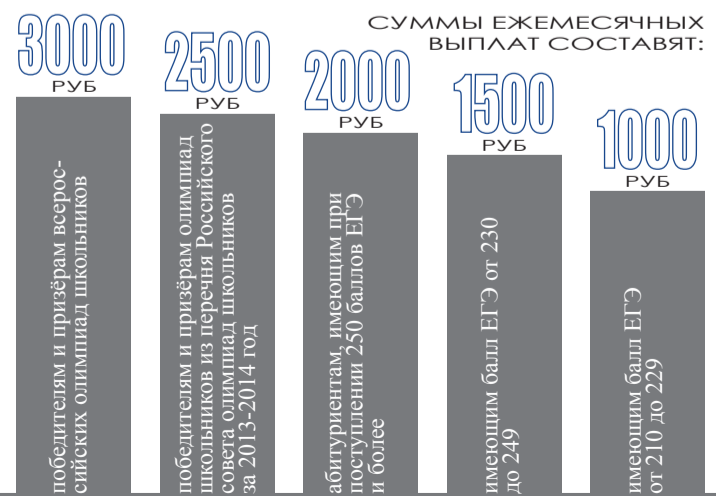 СУММЫ ЕЖЕМЕСЯЧНЫХ
ВЫПЛАТ СОСТАВЯТ:
3000
РУБ
победителям и призёрам всерос-
сийских олимпиад школьников
2500
РУБ
победителям и призёрам олимпиад
школьников из перечня Российского
совета олимпиад школьников
за 2013-2014 год
2000
РУБ
абитуриентам, имеющим при
поступлении 250 баллов ЕГЭ
и более
1500
РУБ
имеющим балл ЕГЭ от 230
до 249
1000
РУБ
имеющим балл ЕГЭ
от 210 до 229